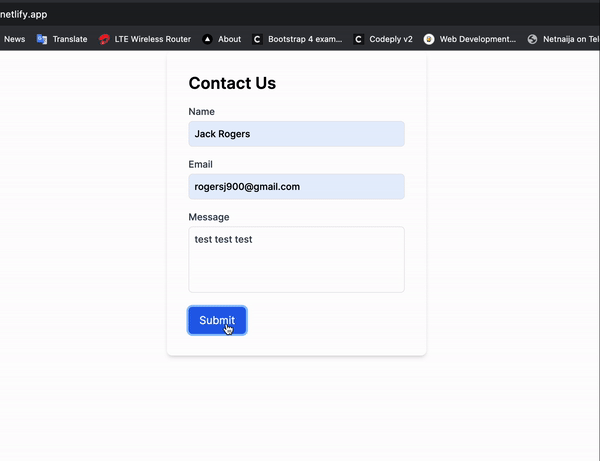 netlify.app
News Translate LTE Wireless Router About Bootstrap 4 exam... Codeply v2 Web Development... Netnaija on Tel
Contact Us
Name
Jack Rogers
Email
rogersj900@gmail.com
Message
test test test
Submit